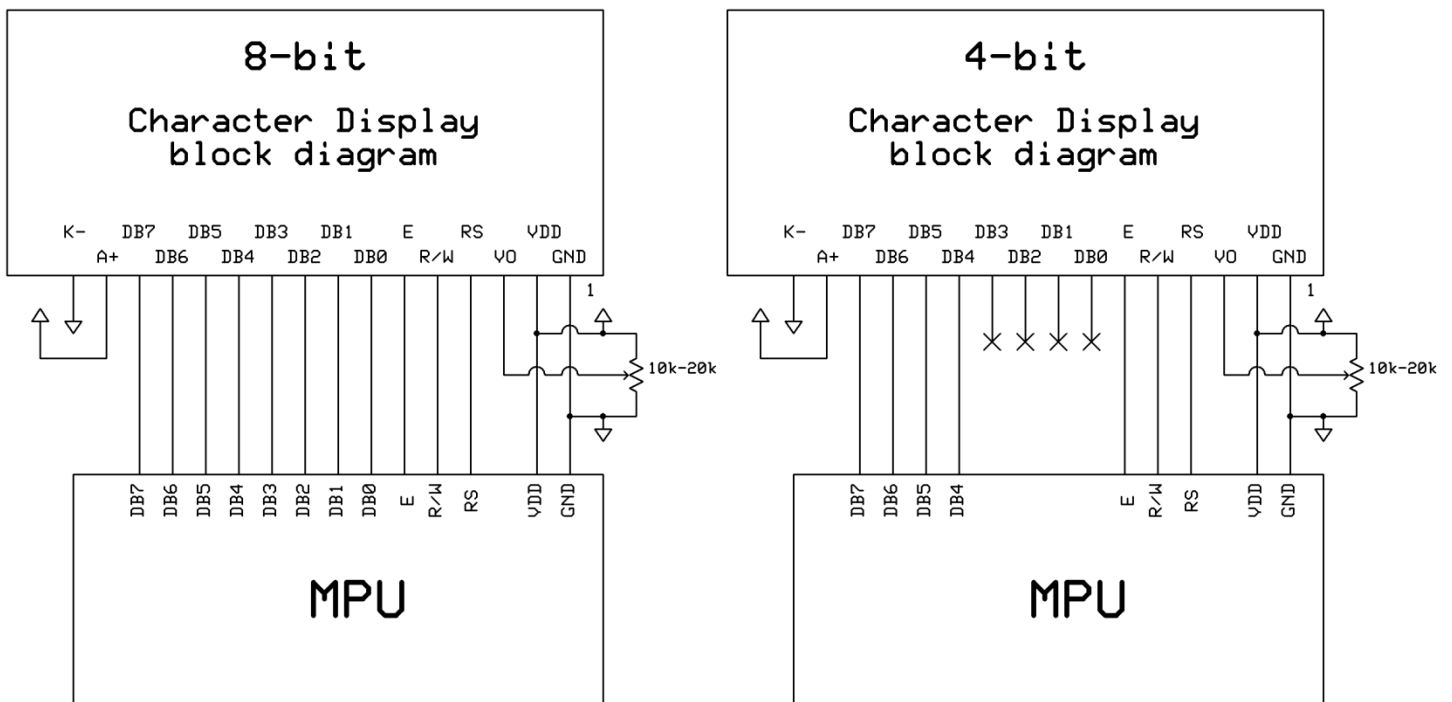 8-bit
Character Display
block diagram
K- DB7 DB5 DB3 DB1 E RS VDD
A+ DB6 DB4 DB2 DB0 R/W VO GND
1
10k-20k
DB7 DB6 DB5 DB4 DB3 DB2 DB1 DB0 E R/W RS VDD GND
MPU
4-bit
Character Display
block diagram
K- DB7 DB5 DB3 DB1 E RS VDD
A+ DB6 DB4 DB2 DB0 R/W VO GND
1
10k-20k
DB7 DB6 DB5 DB4 E R/W RS VDD GND
MPU